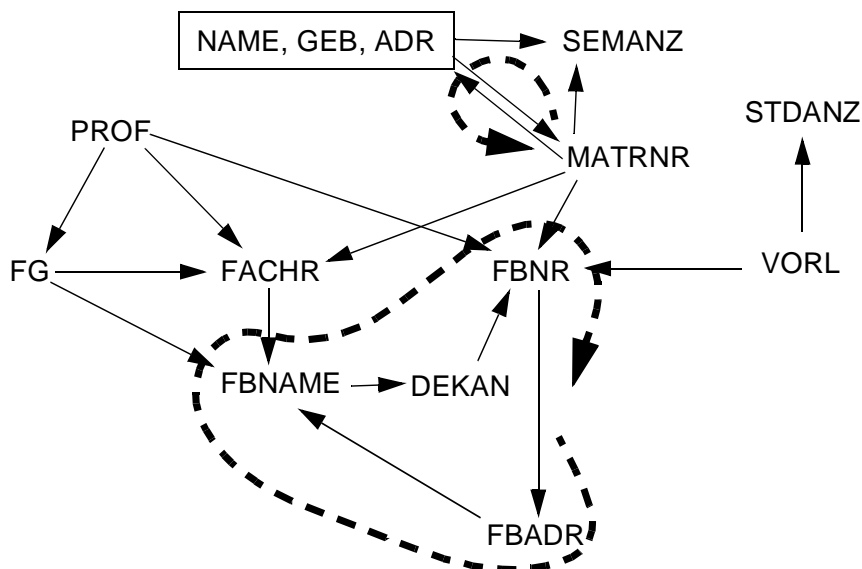 NAME, GEB, ADR
SEMANZ
STDANZ
PROF
MATRNR
FG
FACHR
FBNR
VORL
FBNAME
DEKAN
FBADR